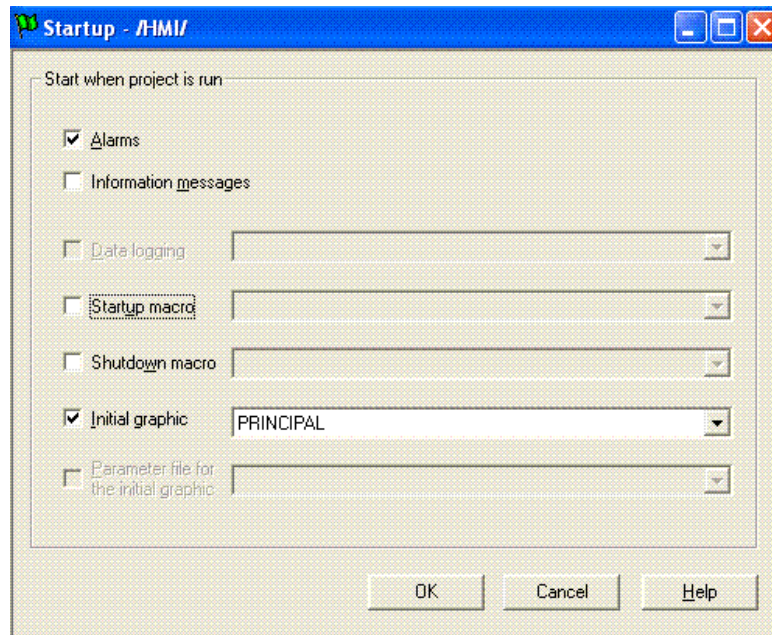 Startup - /HMI/
Start when project is run
Alarms
Information messages
Data logging
Startup macro
Shutdown macro
Initial graphic PRINCIPAL
Parameter file for
the initial graphic
OK Cancel Help